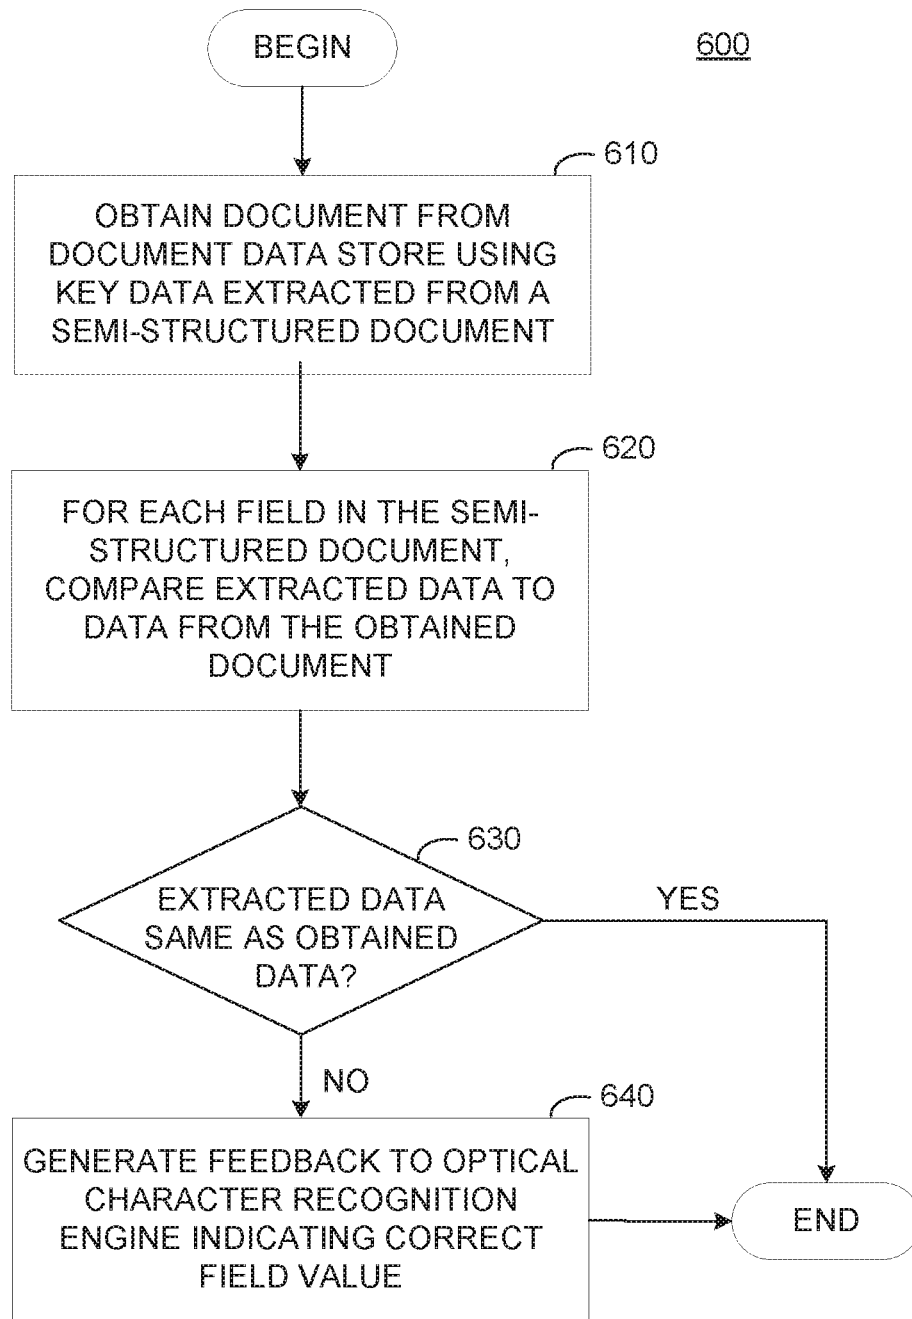 BEGIN
600
610
OBTAIN DOCUMENT FROM
DOCUMENT DATA STORE USING
KEY DATA EXTRACTED FROM A
SEMI-STRUCTURED DOCUMENT
620
FOR EACH FIELD IN THE SEMI-
STRUCTURED DOCUMENT,
COMPARE EXTRACTED DATA TO
DATA FROM THE OBTAINED
DOCUMENT
630
EXTRACTED DATA
SAME AS OBTAINED
DATA?
YES
NO
640
GENERATE FEEDBACK TO OPTICAL
CHARACTER RECOGNITION
ENGINE INDICATING CORRECT
FIELD VALUE
END